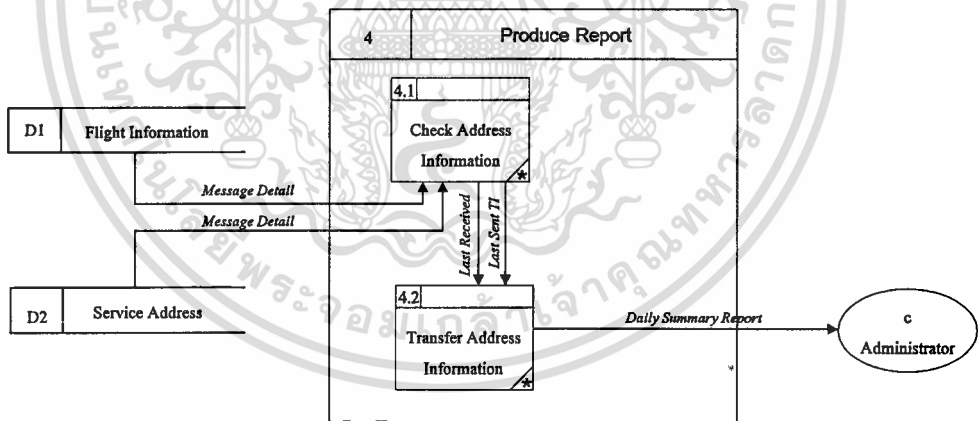 4
Produce Report
4.1
Check Address
Information
*
D1
Flight Information
Message Detail
Message Detail
Last Received
Last Sent TI
D2
Service Address
4.2
Transfer Address
Information
*
Daily Summary Report
c
Administrator